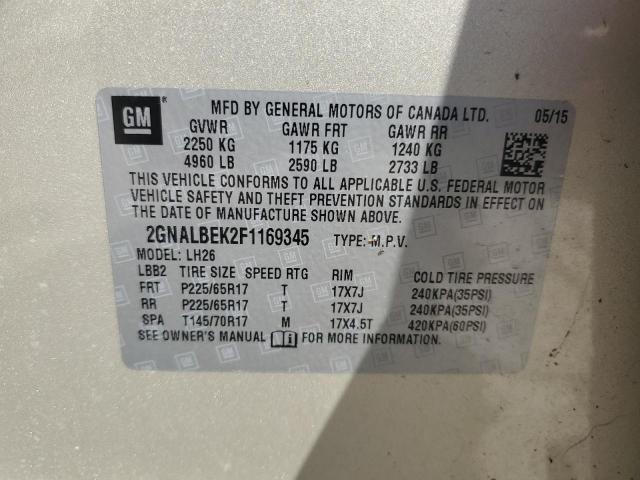 GM ® MFD BY GENERAL MOTORS OF CANADA LTD. 05/15
GVWR GAWR FRT GAWR RR
2250 KG 1175 KG 1240 KG
4960 LB 2590 LB 2733 LB
THIS VEHICLE CONFORMS TO ALL APPLICABLE U.S. FEDERAL MOTOR
VEHICLE SAFETY AND THEFT PREVENTION STANDARDS IN EFFECT ON
THE DATE OF MANUFACTURE SHOWN ABOVE.
2GNALBEK2F1169345 TYPE: M.P.V.
MODEL: LH26
LBB2 TIRE SIZE SPEED RTG RIM COLD TIRE PRESSURE
FRT P225/65R17 T 17X7J 240KPA(35PSI)
RR P225/65R17 T 17X7J 240KPA(35PSI)
SPA T145/70R17 M 17X4.5T 420KPA(60PSI)
SEE OWNER'S MANUAL FOR MORE INFORMATION.